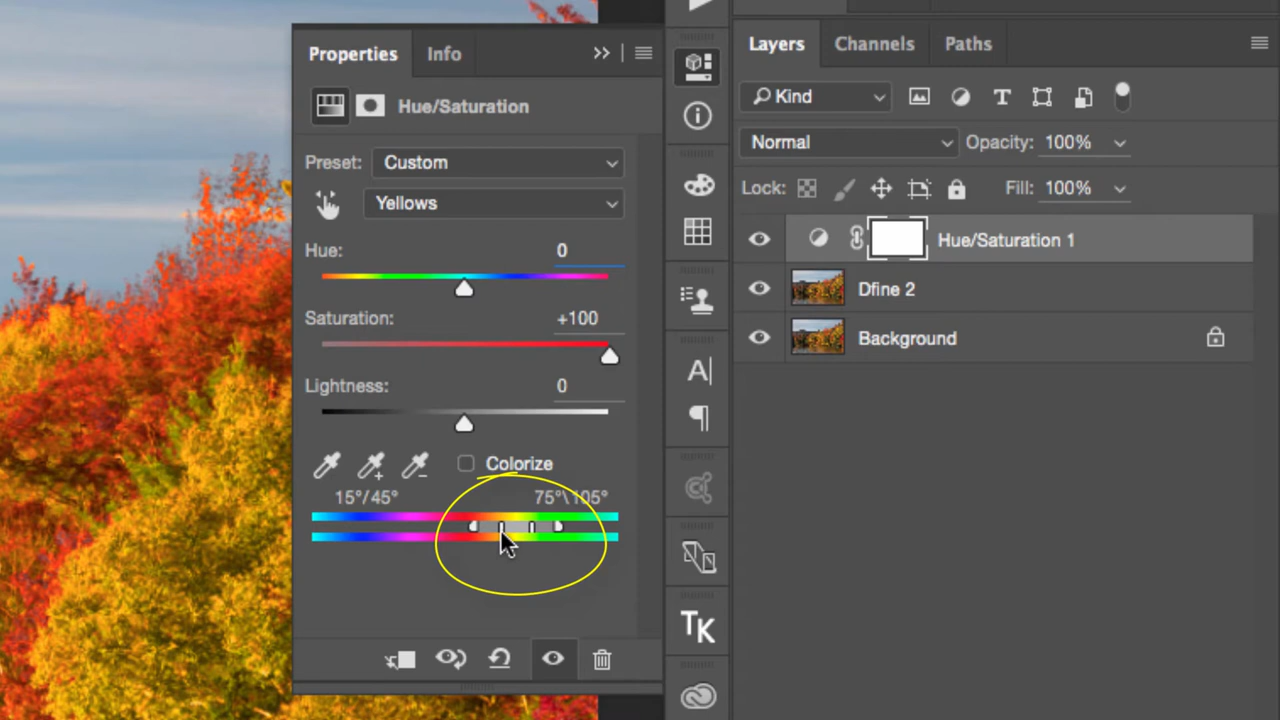 Properties
Info
Hue/Saturation
Preset: Custom
Yellows
Hue: 0
Saturation: +100
Lightness: 0
Colorize
15°/45° 75°\105°
A
TK
Layers
Channels
Paths
Kind
T
Normal Opacity: 100%
Lock: Fill: 100%
Hue/Saturation 1
Dfine 2
Background